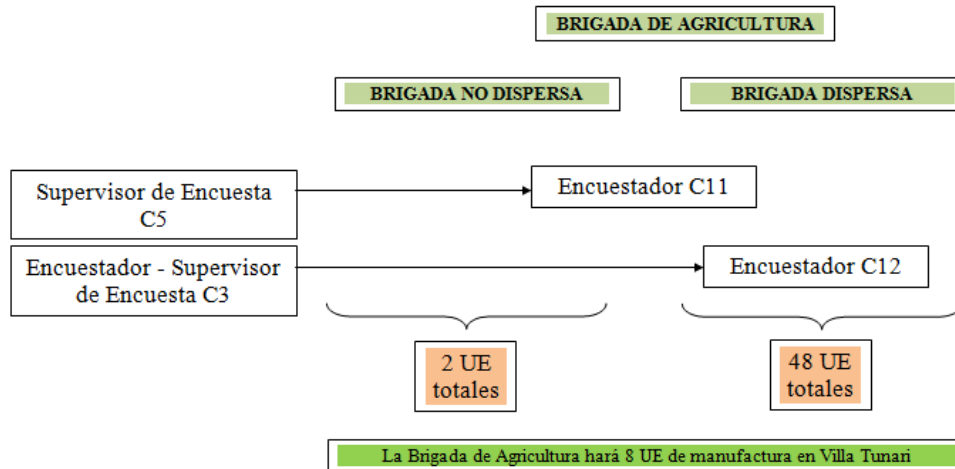 BRIGADA DE AGRICULTURA
BRIGADA NO DISPERSA
BRIGADA DISPERSA
Supervisor de Encuesta
C5
Encuestador C11
Encuestador - Supervisor
de Encuesta C3
Encuestador C12
2 UE
totales
48 UE
totales
La Brigada de Agricultura hará 8 UE de manufactura en Villa Tunari